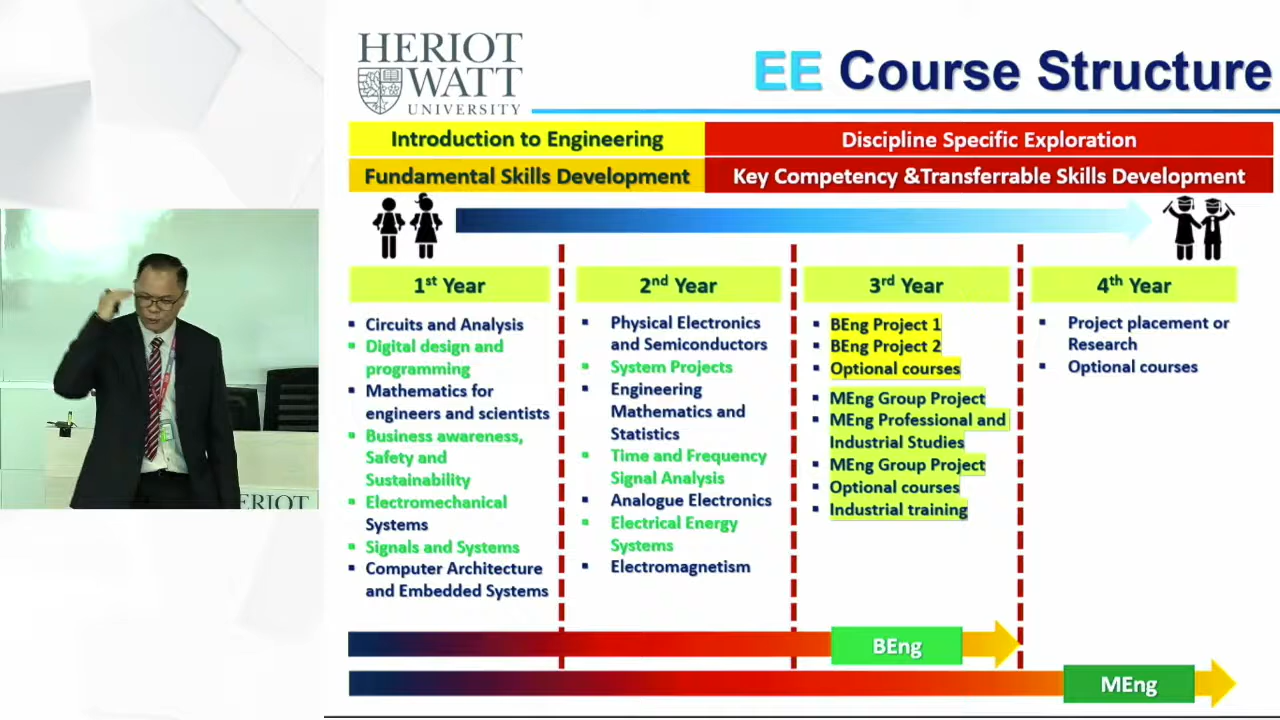 HERIOT
WATT
UNIVERSITY
EE Course Structure
Introduction to Engineering
Discipline Specific Exploration
Fundamental Skills Development
Key Competency &Transferrable Skills Development
1st Year
Circuits and Analysis
Digital design and
programming
Mathematics for
engineers and scientists
Business awareness,
Safety and
Sustainability
Electromechanical
Systems
Signals and Systems
Computer Architecture
and Embedded Systems
2nd Year
Physical Electronics
and Semiconductors
System Projects
Engineering
Mathematics and
Statistics
Time and Frequency
Signal Analysis
Analogue Electronics
Electrical Energy
Systems
Electromagnetism
3rd Year
BEng Project 1
BEng Project 2
Optional courses
MEng Group Project
MEng Professional and
Industrial Studies
MEng Group Project
Optional courses
Industrial training
4th Year
Project placement or
Research
Optional courses
BEng
MEng
ERIOT